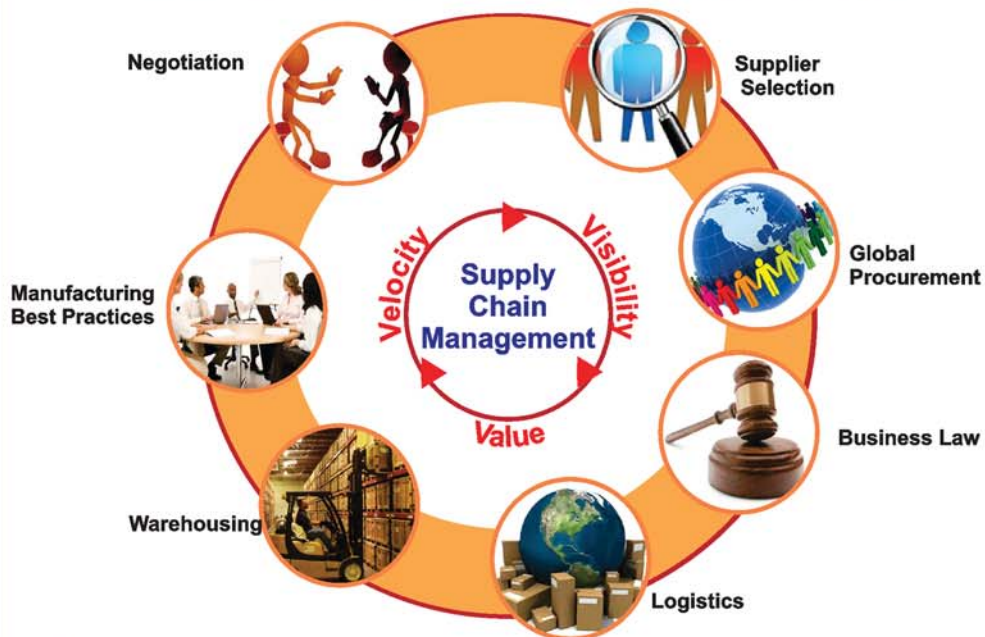 Negotiation
Supplier
Selection
Global
Procurement
Business Law
Logistics
Warehousing
Manufacturing
Best Practices
Velocity
Visibility
Value
Supply
Chain
Management